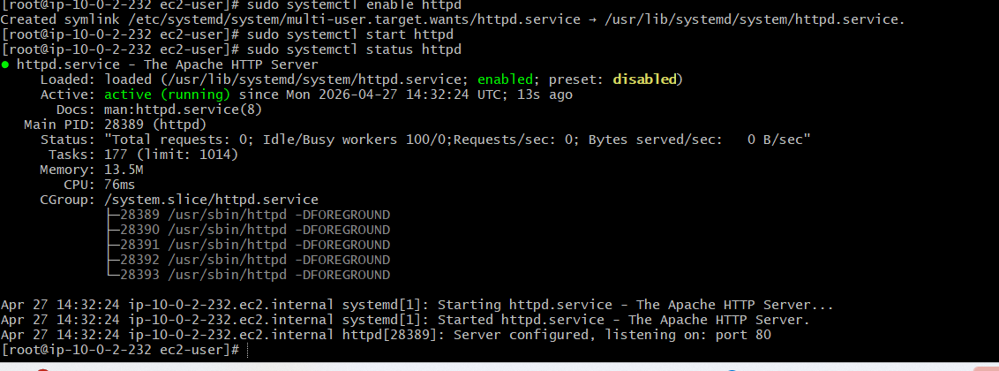 [root@ip-10-0-2-232 ec2-user]# sudo systemctl enable httpd
Created symlink /etc/systemd/system/multi-user.target.wants/httpd.service → /usr/lib/systemd/system/httpd.service.
[root@ip-10-0-2-232 ec2-user]# sudo systemctl start httpd
[root@ip-10-0-2-232 ec2-user]# sudo systemctl status httpd
● httpd.service - The Apache HTTP Server
     Loaded: loaded (/usr/lib/systemd/system/httpd.service; enabled; preset: disabled)
     Active: active (running) since Mon 2026-04-27 14:32:24 UTC; 13s ago
       Docs: man:httpd.service(8)
   Main PID: 28389 (httpd)
     Status: "Total requests: 0; Idle/Busy workers 100/0;Requests/sec: 0; Bytes served/sec:   0 B/sec"
      Tasks: 177 (limit: 1014)
     Memory: 13.5M
        CPU: 76ms
     CGroup: /system.slice/httpd.service
             ├─28389 /usr/sbin/httpd -DFOREGROUND
             ├─28390 /usr/sbin/httpd -DFOREGROUND
             ├─28391 /usr/sbin/httpd -DFOREGROUND
             ├─28392 /usr/sbin/httpd -DFOREGROUND
             └─28393 /usr/sbin/httpd -DFOREGROUND
Apr 27 14:32:24 ip-10-0-2-232.ec2.internal systemd[1]: Starting httpd.service - The Apache HTTP Server...
Apr 27 14:32:24 ip-10-0-2-232.ec2.internal systemd[1]: Started httpd.service - The Apache HTTP Server.
Apr 27 14:32:24 ip-10-0-2-232.ec2.internal httpd[28389]: Server configured, listening on: port 80
[root@ip-10-0-2-232 ec2-user]#